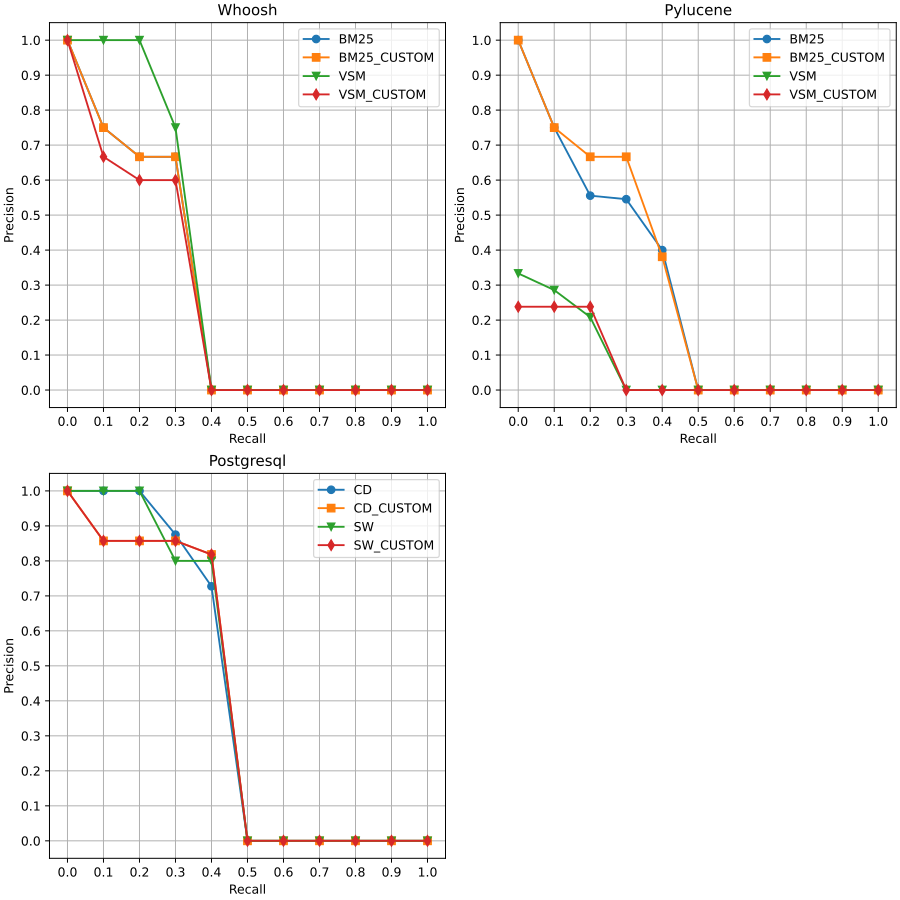 Whoosh
1.0
0.9
0.8
0.7
0.6
0.5
0.4
0.3
0.2
0.1
0.0
Precision
0.0 0.1 0.2 0.3 0.4 0.5 0.6 0.7 0.8 0.9 1.0
Recall
BM25
BM25_CUSTOM
VSM
VSM_CUSTOM
Pylucene
1.0
0.9
0.8
0.7
0.6
0.5
0.4
0.3
0.2
0.1
0.0
Precision
0.0 0.1 0.2 0.3 0.4 0.5 0.6 0.7 0.8 0.9 1.0
Recall
BM25
BM25_CUSTOM
VSM
VSM_CUSTOM
Postgresql
1.0
0.9
0.8
0.7
0.6
0.5
0.4
0.3
0.2
0.1
0.0
Precision
0.0 0.1 0.2 0.3 0.4 0.5 0.6 0.7 0.8 0.9 1.0
Recall
CD
CD_CUSTOM
SW
SW_CUSTOM